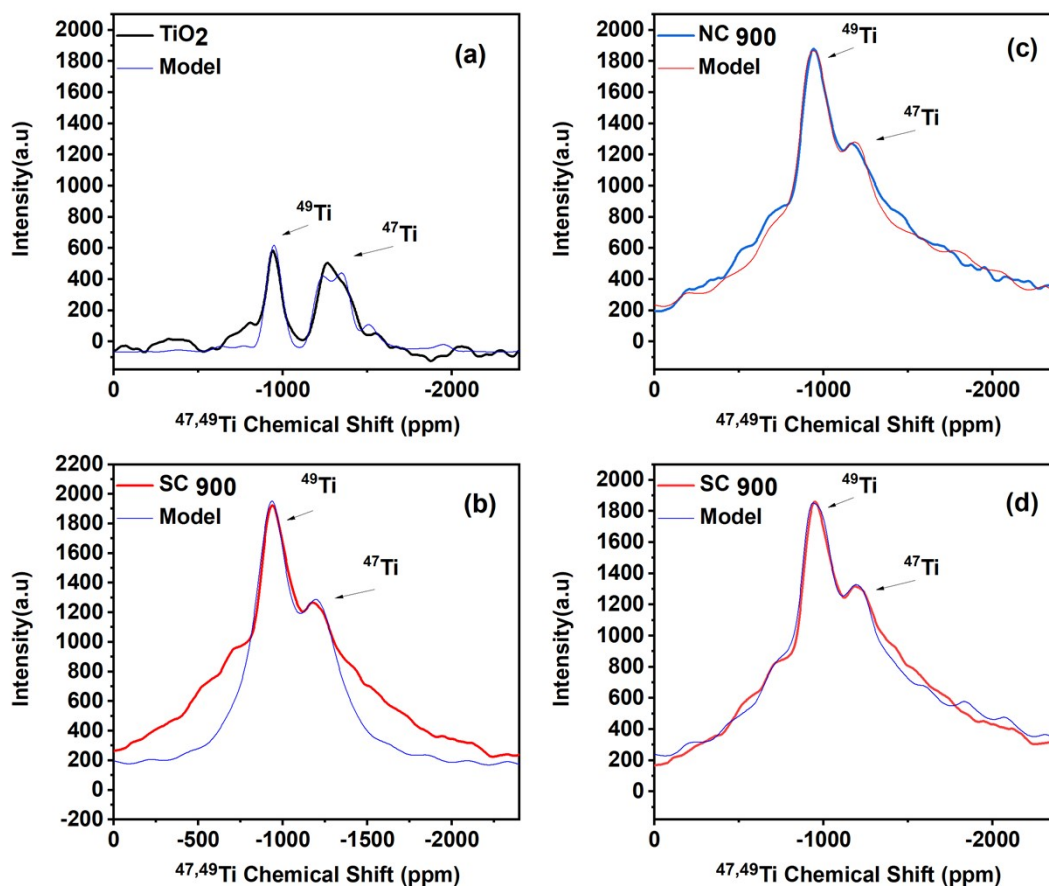 TiO2
Model
(a)
49Ti
47Ti
Intensity(a.u)
2000
1800
1600
1400
1200
1000
800
600
400
200
0
0
-1000
-1500
-2000
47,49Ti Chemical Shift (ppm)
NC 900
Model
(c)
49Ti
47Ti
Intensity(a.u)
2000
1800
1600
1400
1200
1000
800
600
400
200
0
0
-1000
-2000
47,49Ti Chemical Shift (ppm)
SC 900
Model
(b)
49Ti
47Ti
Intensity(a.u)
2200
2000
1800
1600
1400
1200
1000
800
600
400
200
0
-200
0
-500
-1000
-1500
-2000
47,49Ti Chemical Shift (ppm)
SC 900
Model
(d)
49Ti
47Ti
Intensity(a.u)
2000
1800
1600
1400
1200
1000
800
600
400
200
0
0
-1000
-2000
47,49Ti Chemical Shift (ppm)